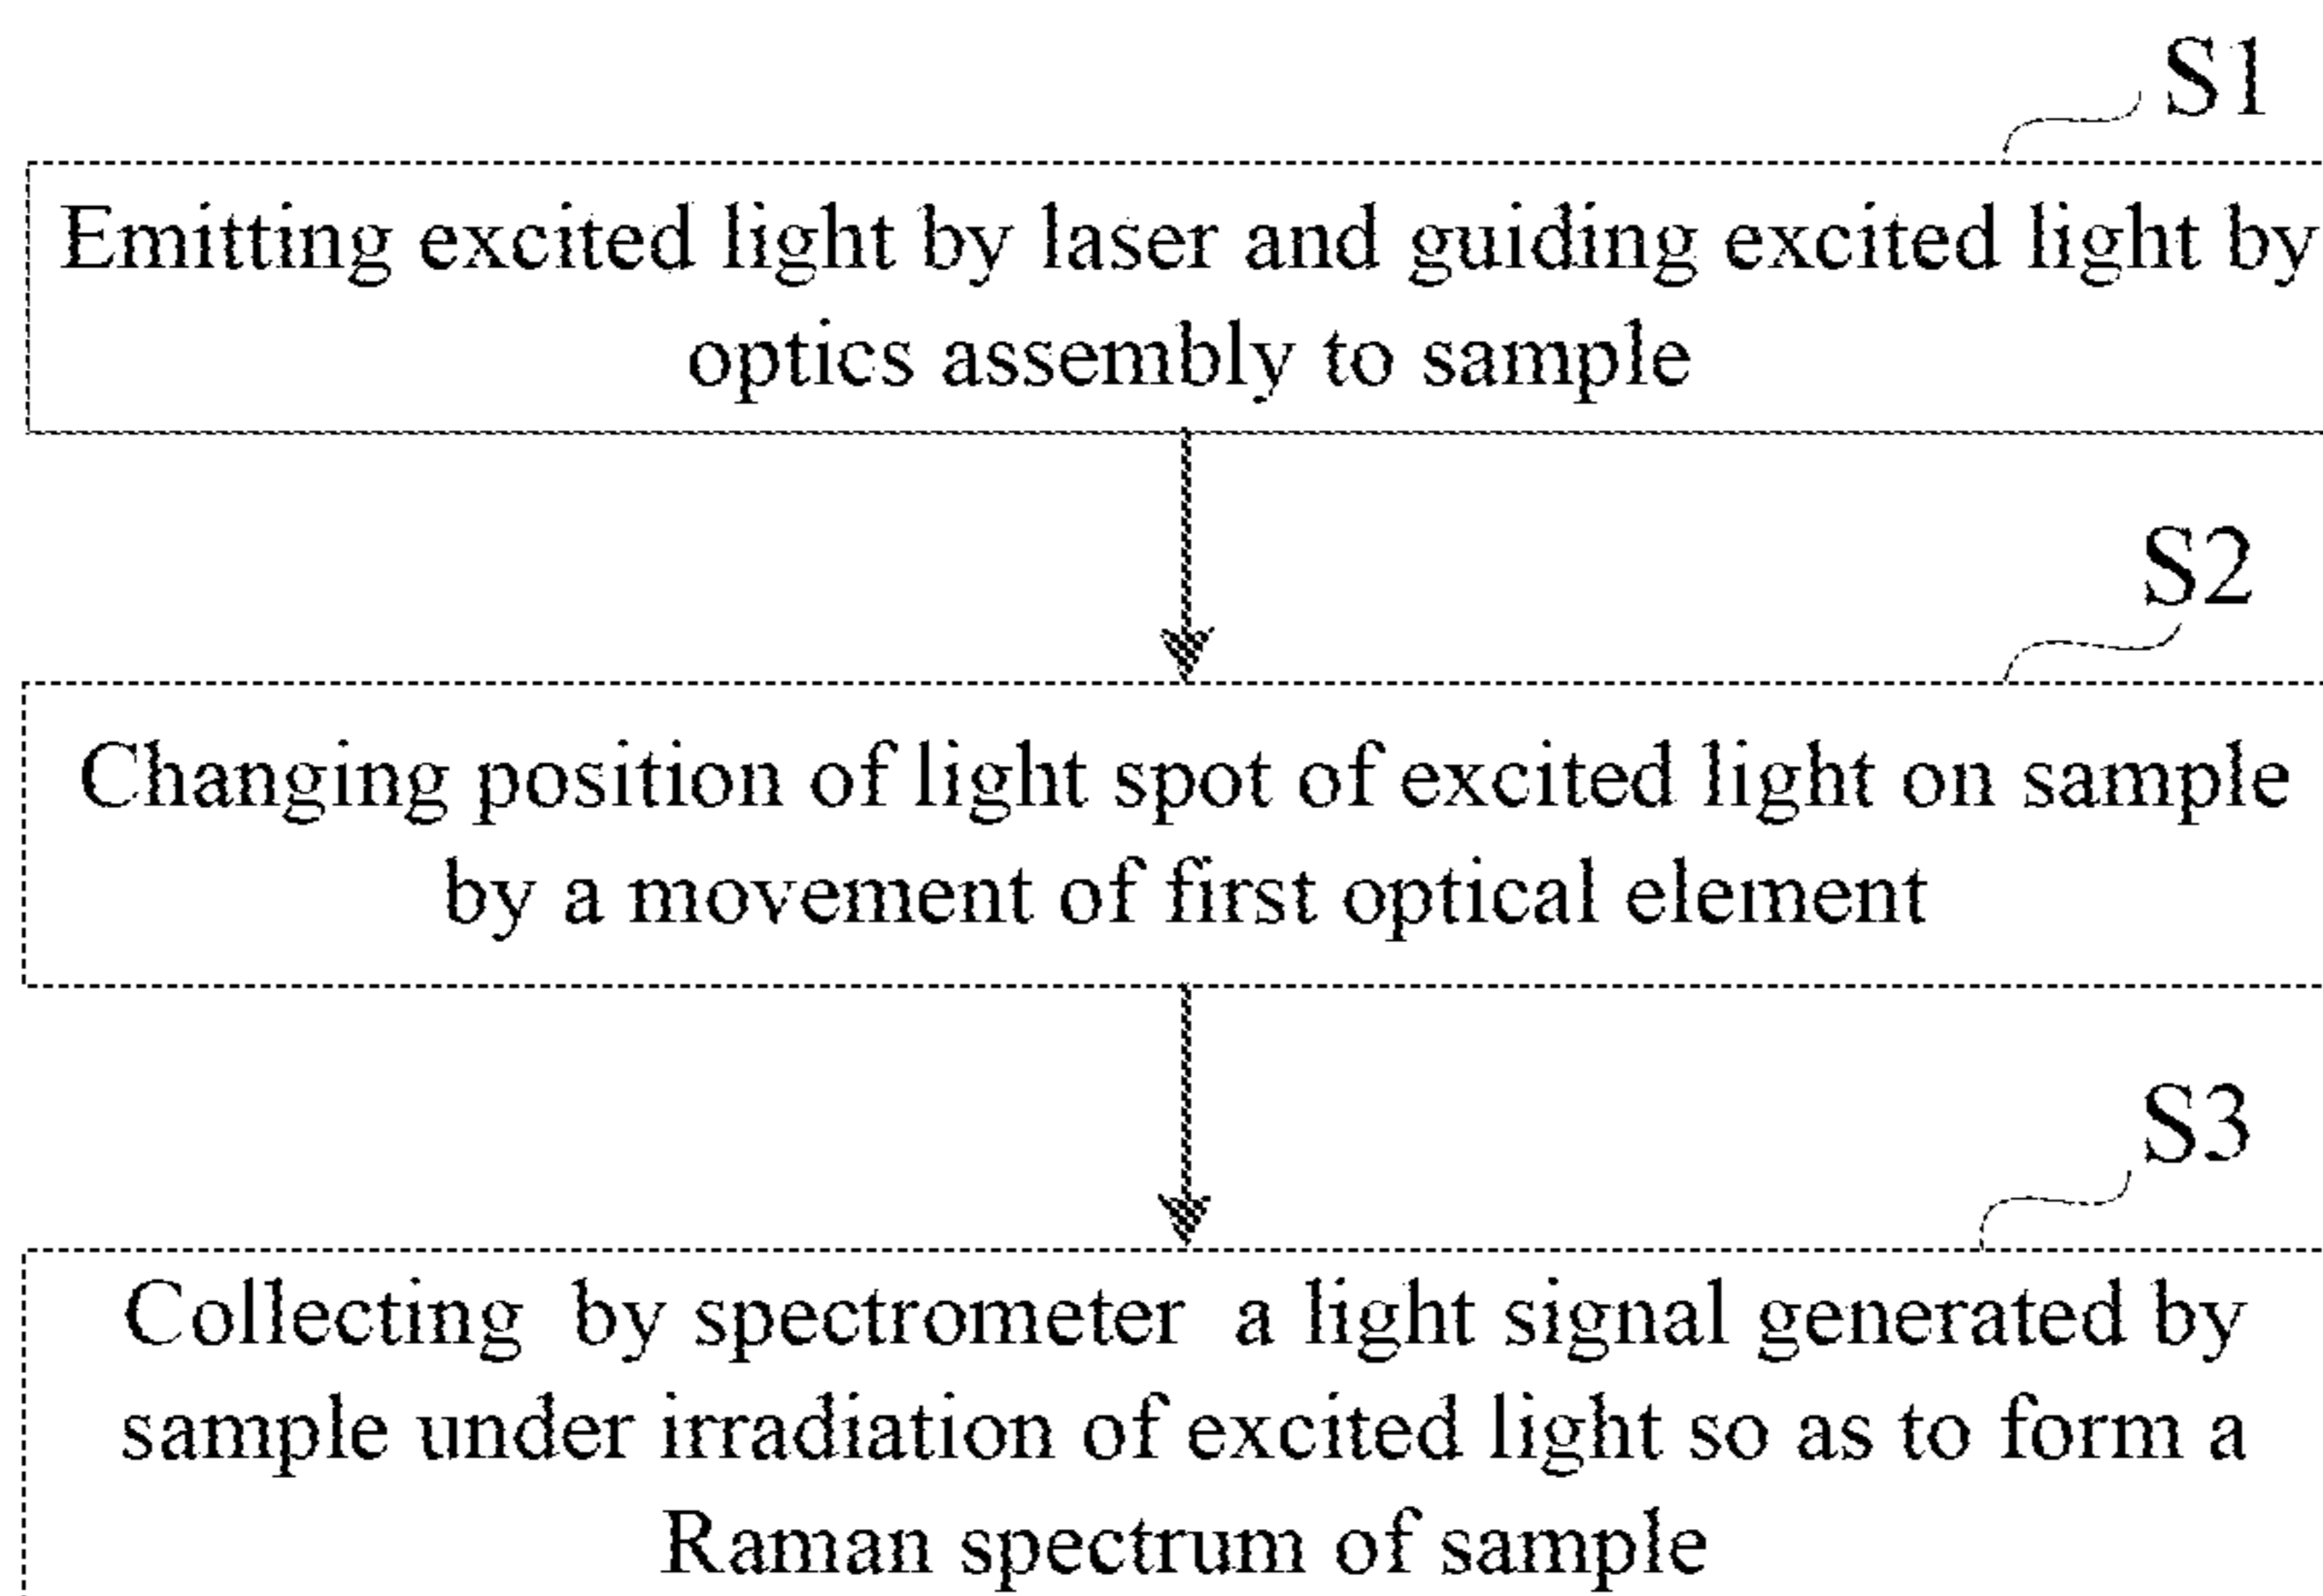 S1
Emitting excited light by laser and guiding excited light by
optics assembly to sample
S2
Changing position of light spot of excited light on sample
by a movement of first optical element
S3
Collecting by spectrometer a light signal generated by
sample under irradiation of excited light so as to form a
Raman spectrum of sample